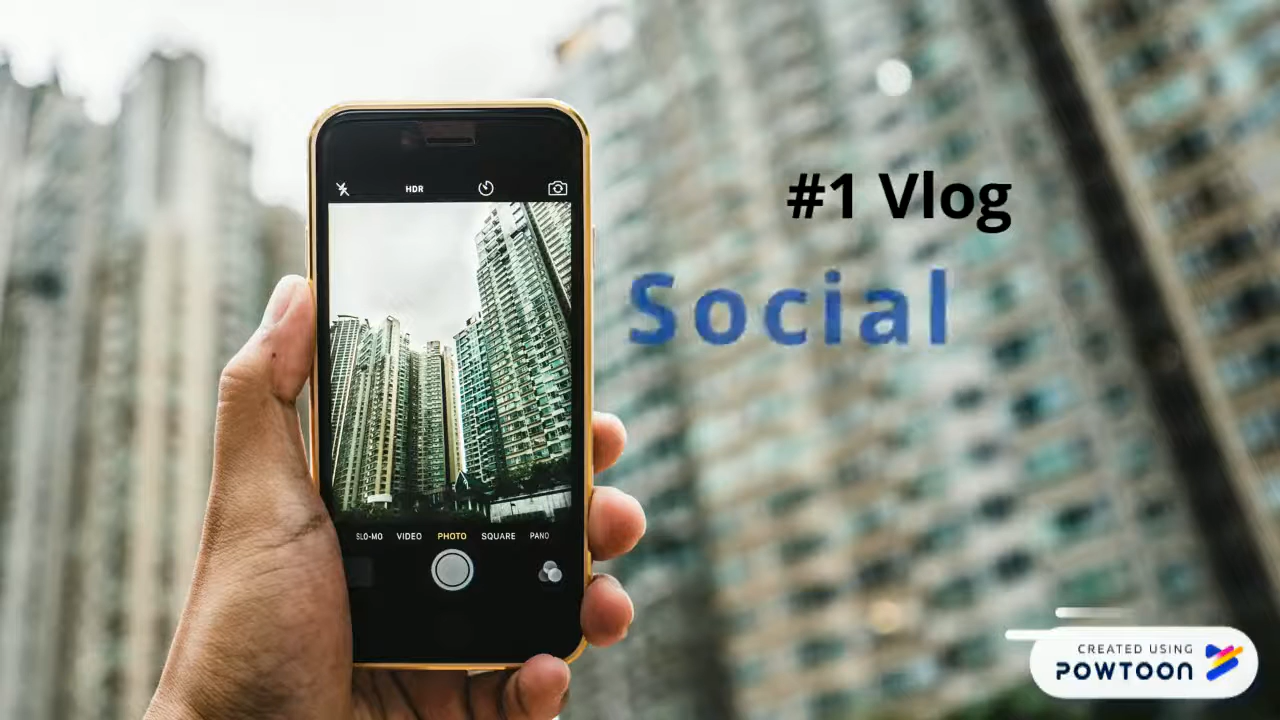 HDR
SLO-MO VIDEO PHOTO SQUARE PANO
#1 Vlog
Social
CREATED USING
POWTOON